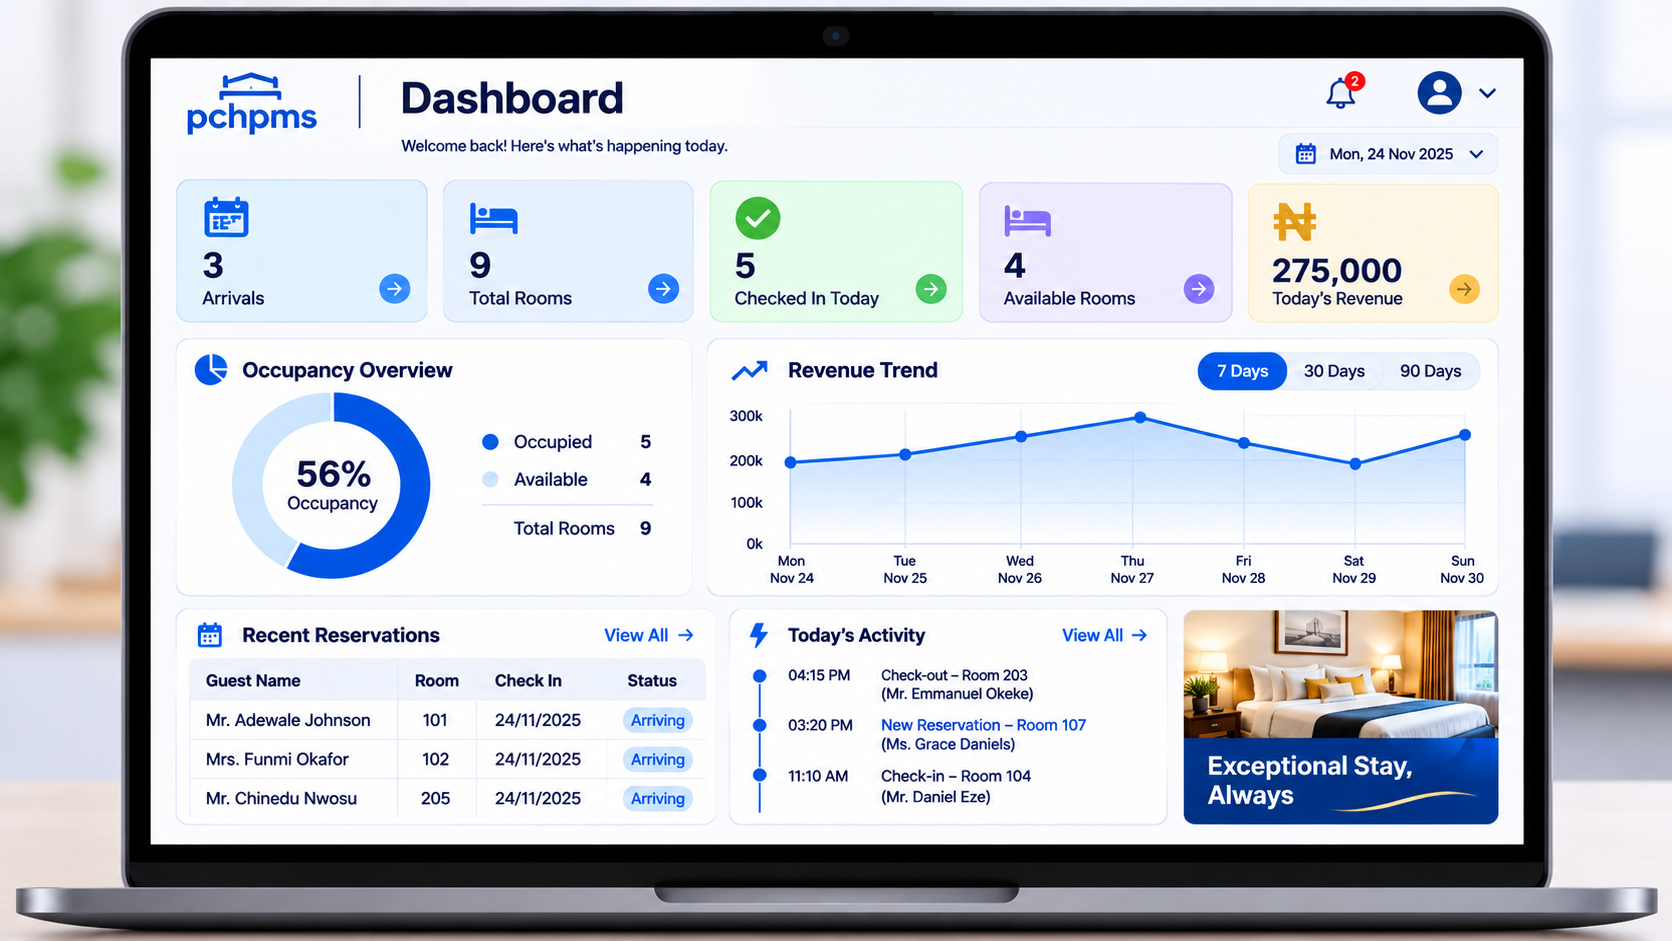 pchpms
Dashboard
Welcome back! Here's what's happening today.
2
Mon, 24 Nov 2025
3
Arrivals
9
Total Rooms
5
Checked In Today
4
Available Rooms
₦
275,000
Today's Revenue
Occupancy Overview
56%
Occupancy
Occupied 5
Available 4
Total Rooms 9
Revenue Trend
7 Days 30 Days 90 Days
300k
200k
100k
0k
Mon Tue Wed Thu Fri Sat Sun
Nov 24 Nov 25 Nov 26 Nov 27 Nov 28 Nov 29 Nov 30
Recent Reservations View All →
Guest Name Room Check In Status
Mr. Adewale Johnson 101 24/11/2025 Arriving
Mrs. Funmi Okafor 102 24/11/2025 Arriving
Mr. Chinedu Nwosu 205 24/11/2025 Arriving
Today's Activity View All →
04:15 PM Check-out – Room 203
(Mr. Emmanuel Okeke)
03:20 PM New Reservation – Room 107
(Ms. Grace Daniels)
11:10 AM Check-in – Room 104
(Mr. Daniel Eze)
Exceptional Stay,
Always